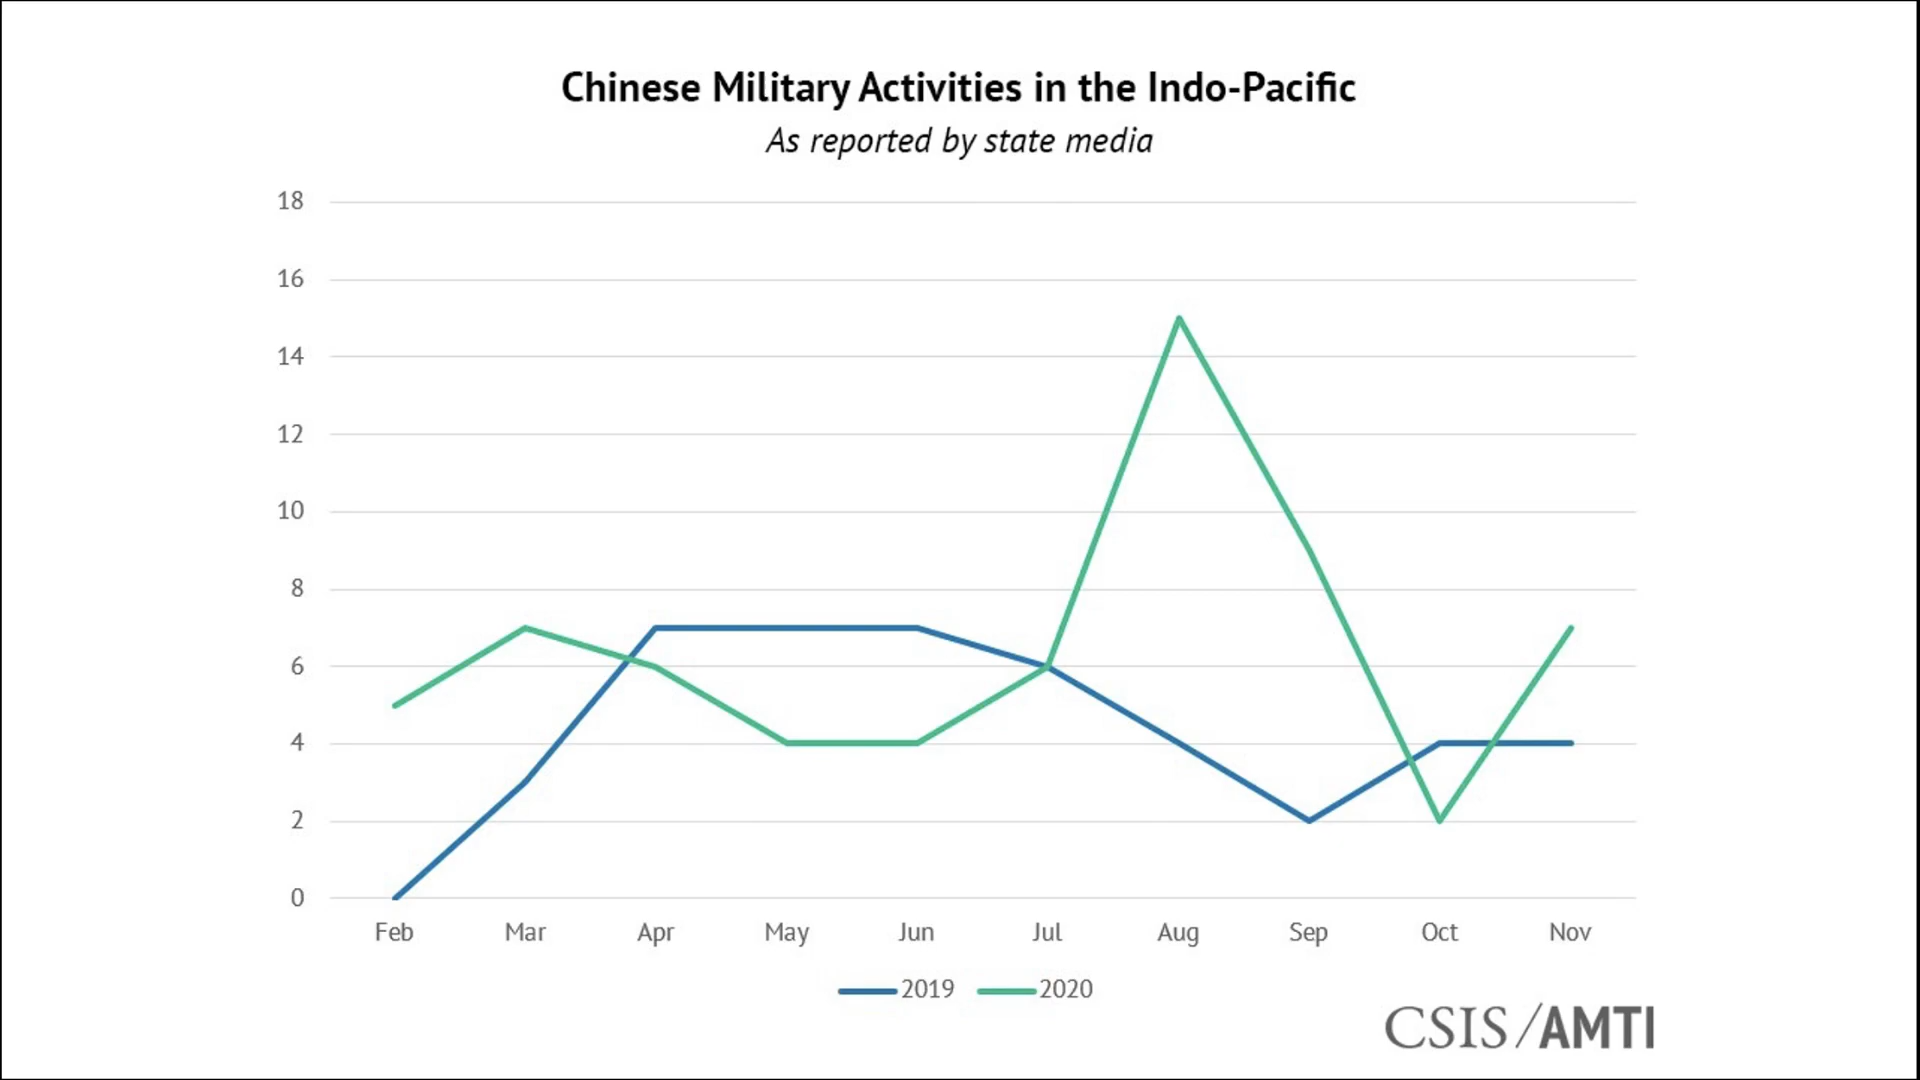 Chinese Military Activities in the Indo-Pacific
As reported by state media
18
16
14
12
10
8
6
4
2
0
Feb Mar Apr May Jun Jul Aug Sep Oct Nov
2019 2020
CSIS/AMTI